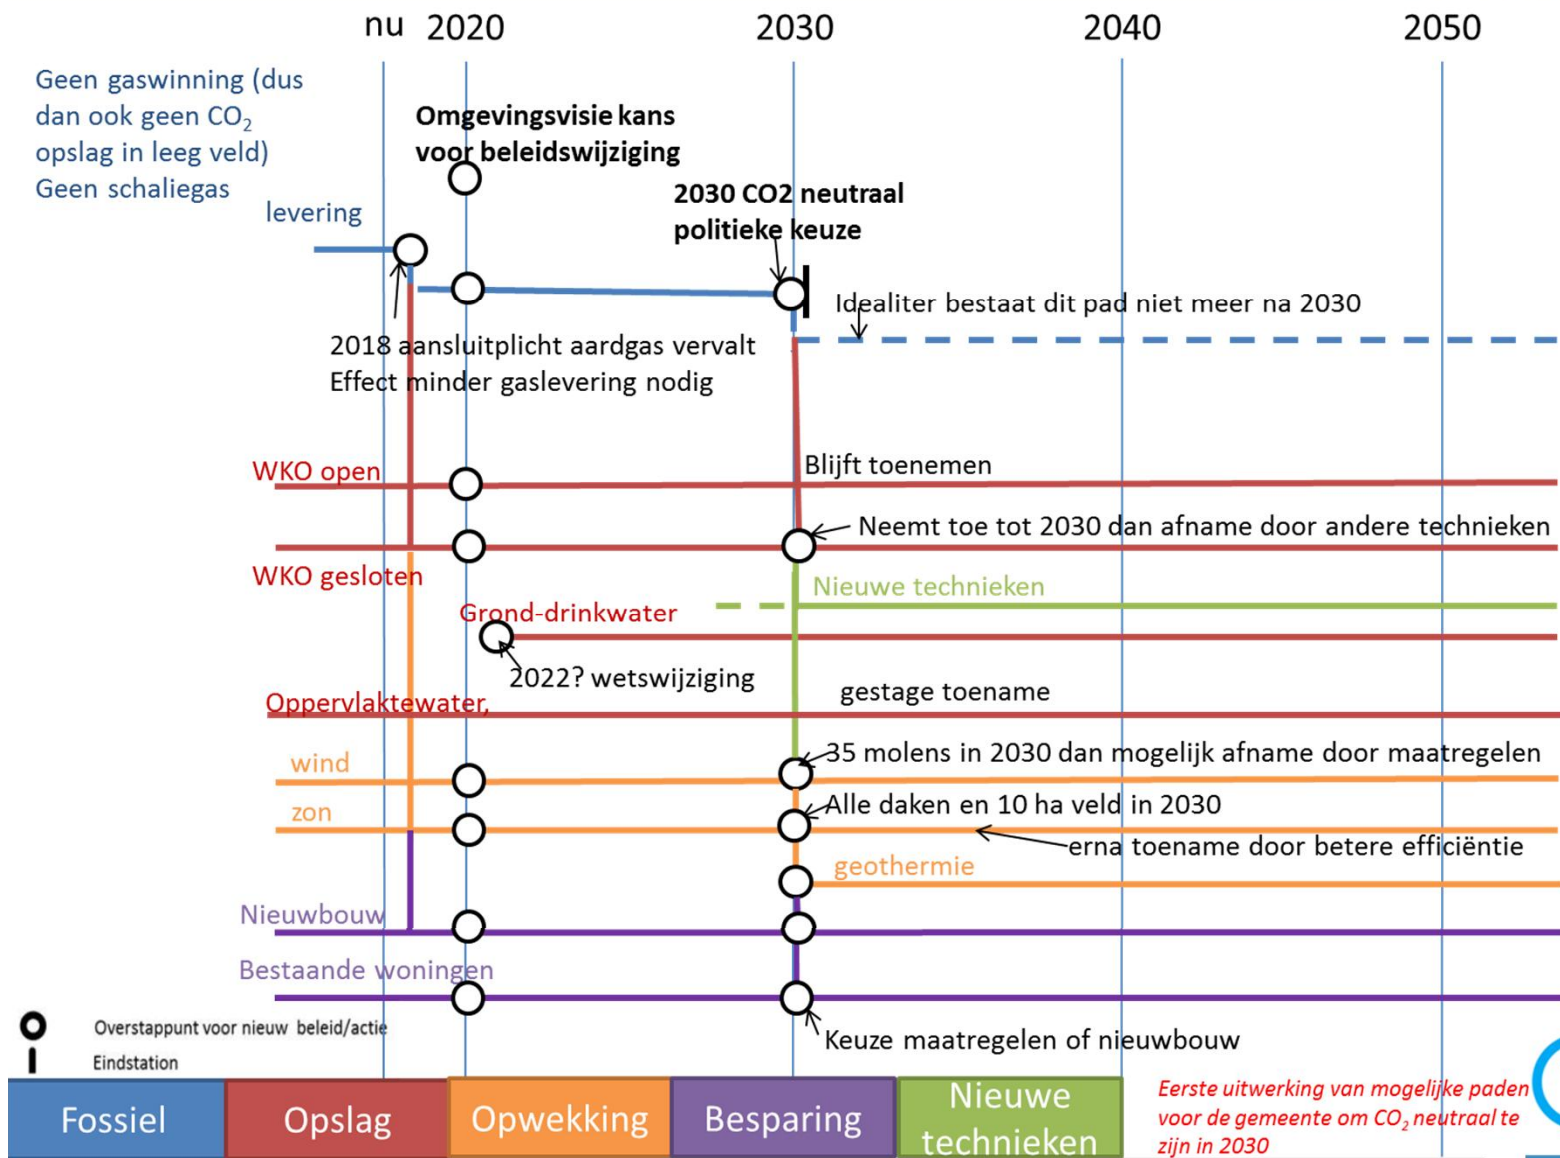 nu 2020 2030 2040 2050
Geen gaswinning (dus
dan ook geen CO₂
opslag in leeg veld)
Geen schaliegas
Omgevingsvisie kans
voor beleidswijziging
2030 CO2 neutraal
politieke keuze
levering
Idealiter bestaat dit pad niet meer na 2030
2018 aansluitplicht aardgas vervalt
Effect minder gaslevering nodig
WKO open
Blijft toenemen
Neemt toe tot 2030 dan afname door andere technieken
WKO gesloten
Nieuwe technieken
Grond-drinkwater
2022? wetswijziging
Oppervlaktewater,
gestage toename
wind
35 molens in 2030 dan mogelijk afname door maatregelen
zon
Alle daken en 10 ha veld in 2030
erna toename door betere efficiëntie
geothermie
Nieuwbouw
Bestaande woningen
Keuze maatregelen of nieuwbouw
Overstappunt voor nieuw beleid/actie
Eindstation
Fossiel
Opslag
Opwekking
Besparing
Nieuwe
technieken
Eerste uitwerking van mogelijke paden
voor de gemeente om CO₂ neutraal te
zijn in 2030